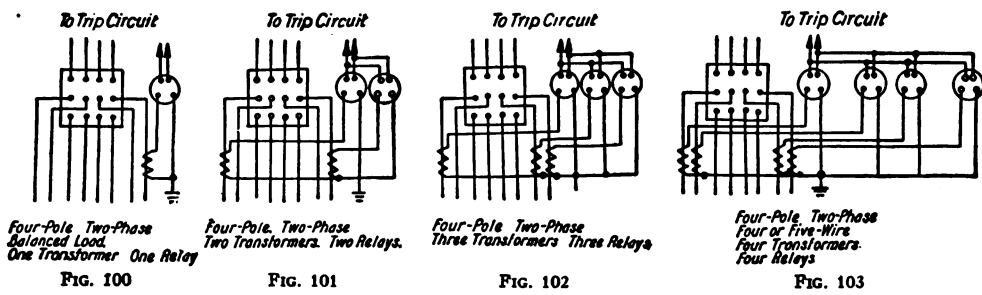 To Trip Circuit
To Trip Circuit
To Trip Circuit
To Trip Circuit
Four-Pole Two-Phase
Balanced Load.
One Transformer One Relay
FIG. 100
Four-Pole. Two-Phase
Two Transformers. Two Relays.
FIG. 101
Four-Pole Two-Phase
Three Transformers Three Relays
FIG. 102
Four-Pole Two-Phase
Four or Five-Wire
Four Transformers.
Four Relays
FIG. 103